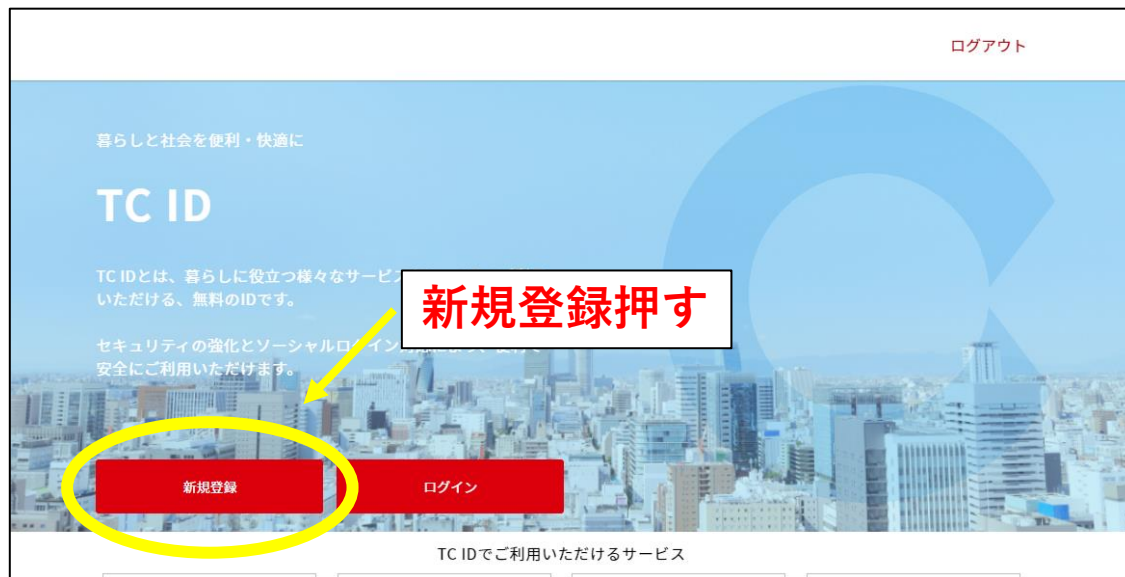 ログアウト
暮らしと社会を便利・快適に
TC ID
TC IDとは、暮らしに役立つ様々なサービ
いただける、無料のIDです。
新規登録押す
セキュリティの強化とソーシャルログイン
安全にご利用いただけます。
新規登録
ログイン
TC IDでご利用いただけるサービス